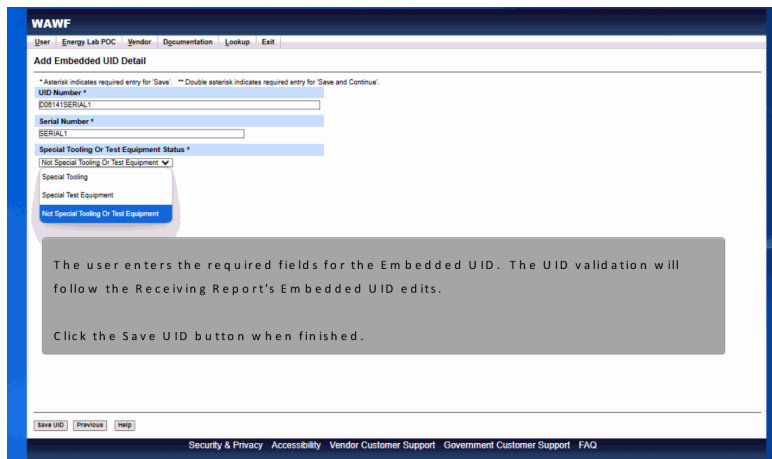 WAWF
User Energy Lab POC Vendor Documentation Lookup Exit
Add Embedded UID Detail
* Asterisk indicates required entry for 'Save'. ** Double asterisk indicates required entry for 'Save and Continue'.
UID Number *
D06141SERIAL1
Serial Number *
SERIAL1
Special Tooling Or Test Equipment Status *
Not Special Tooling Or Test Equipment
Special Tooling
Special Test Equipment
Not Special Tooling Or Test Equipment
The user enters the required fields for the Embedded UID. The UID validation will
follow the Receiving Report's Embedded UID edits.
Click the Save UID button when finished.
Save UID Previous Help
Security & Privacy Accessibility Vendor Customer Support Government Customer Support FAQ